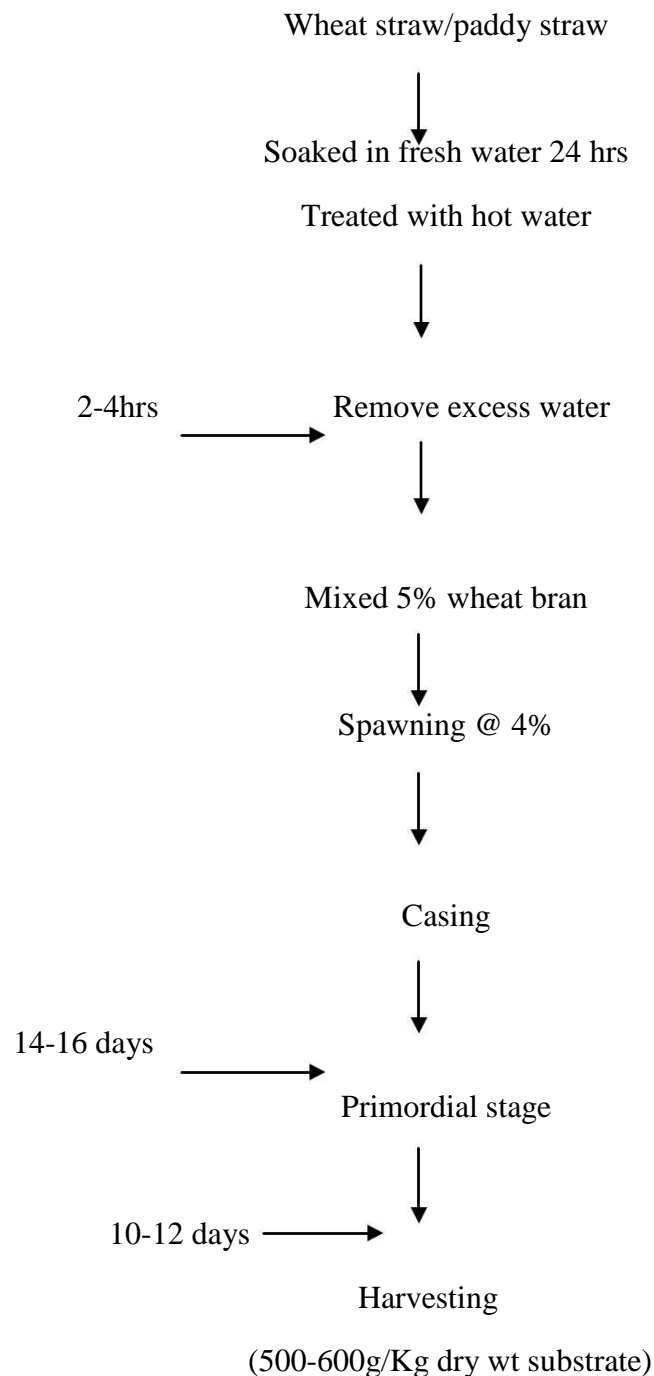 Wheat straw/paddy straw
Soaked in fresh water 24 hrs
Treated with hot water
2-4hrs
Remove excess water
Mixed 5% wheat bran
Spawning @ 4%
Casing
14-16 days
Primordial stage
10-12 days
Harvesting
(500-600g/Kg dry wt substrate)